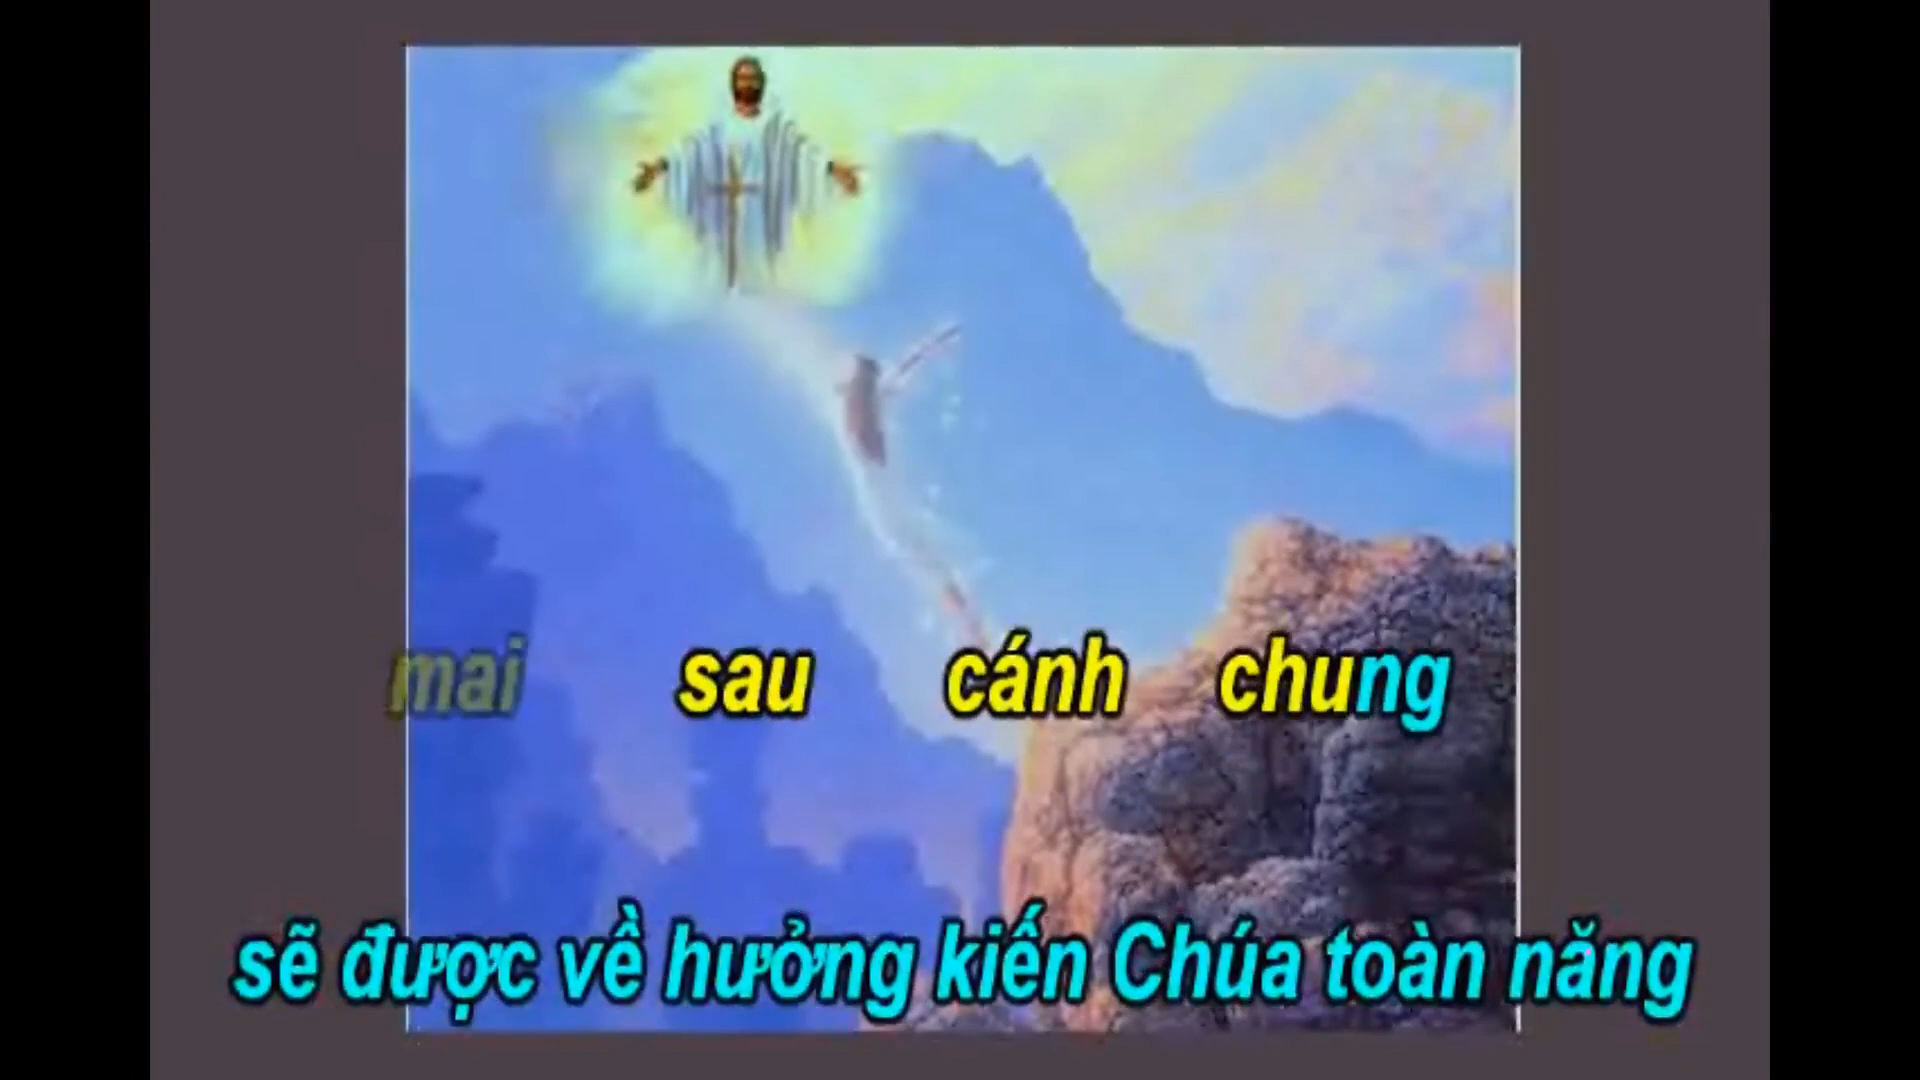 mai sau cánh chung
sẽ được về hưởng kiến Chúa toàn năng